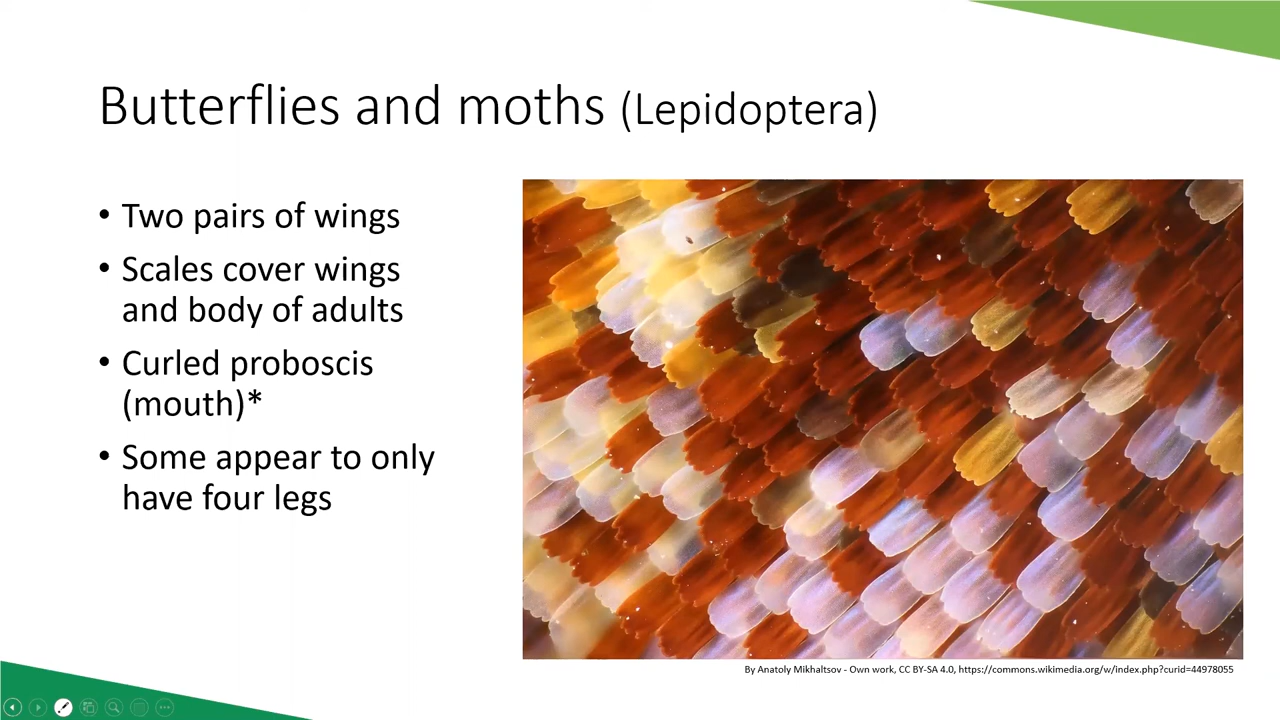 Butterflies and moths (Lepidoptera)
• Two pairs of wings
• Scales cover wings
and body of adults
• Curled proboscis
(mouth)*
• Some appear to only
have four legs
By Anatoly Mikhaltsov - Own work, CC BY-SA 4.0, https://commons.wikimedia.org/w/index.php?curid=44978055